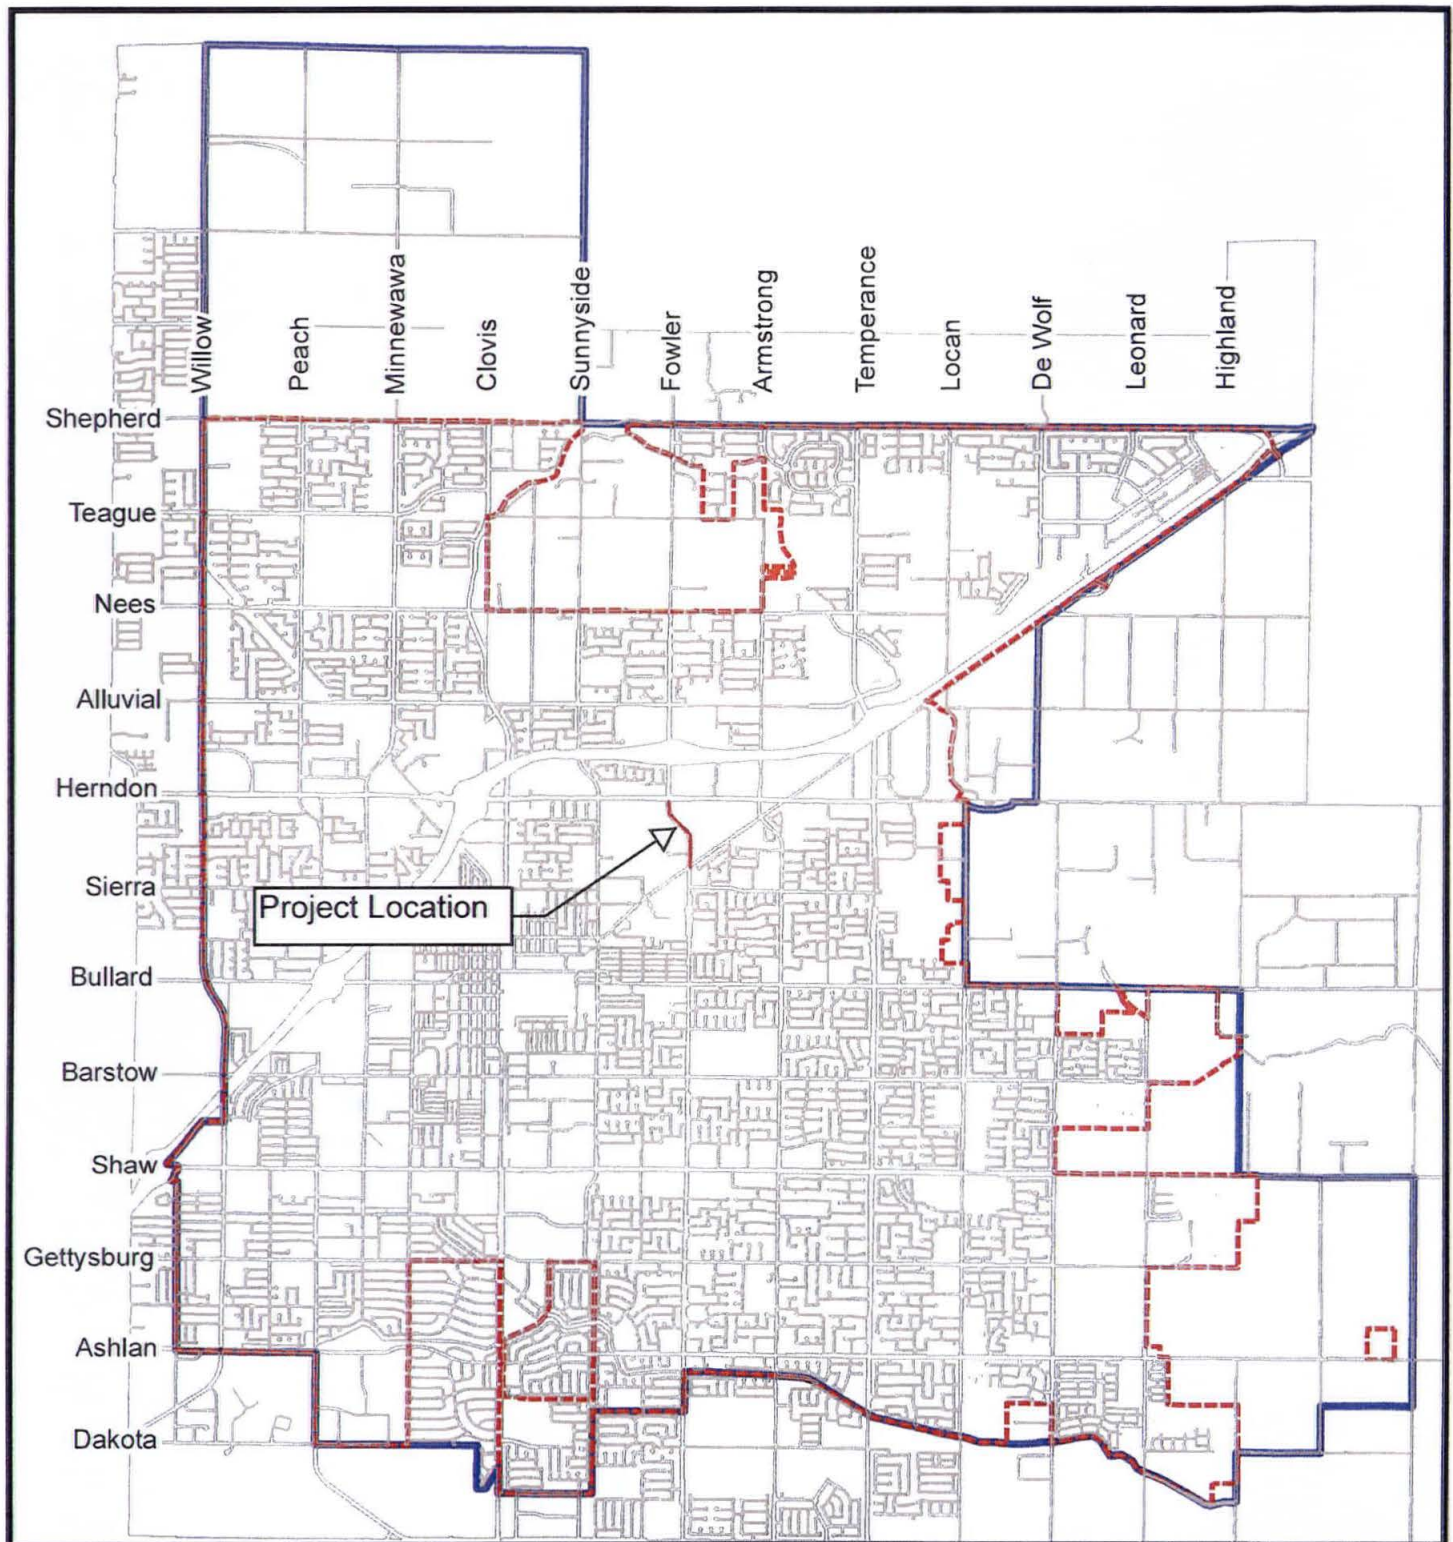 Willow
Peach
Minnewawa
Clovis
Sunnyside
Fowler
Armstrong
Temperance
Locan
De Wolf
Leonard
Highland
Shepherd
Teague
Nees
Alluvial
Herndon
Sierra
Project Location
Bullard
Barstow
Shaw
Gettysburg
Ashlan
Dakota